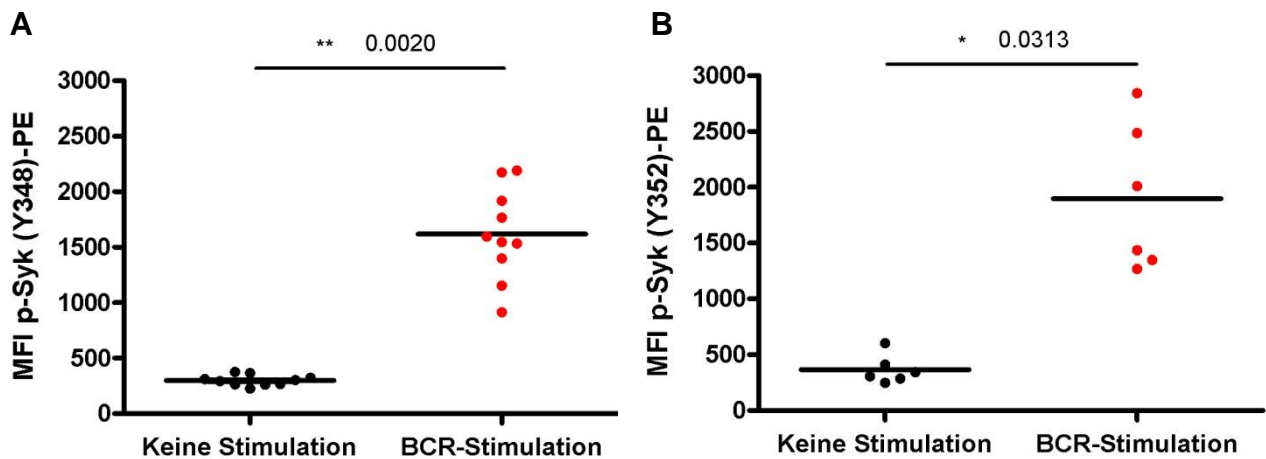 A
** 0.0020
MFI p-Syk (Y348)-PE
3000
2500
2000
1500
1000
500
0
Keine Stimulation
BCR-Stimulation
B
* 0.0313
MFI p-Syk (Y352)-PE
3000
2500
2000
1500
1000
500
0
Keine Stimulation
BCR-Stimulation